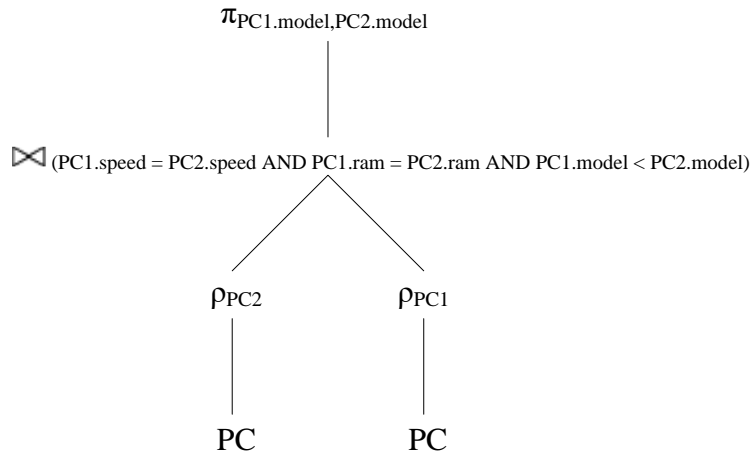 πPC1.model,PC2.model
⋈ (PC1.speed = PC2.speed AND PC1.ram = PC2.ram AND PC1.model < PC2.model)
ρPC2 ρPC1
PC PC